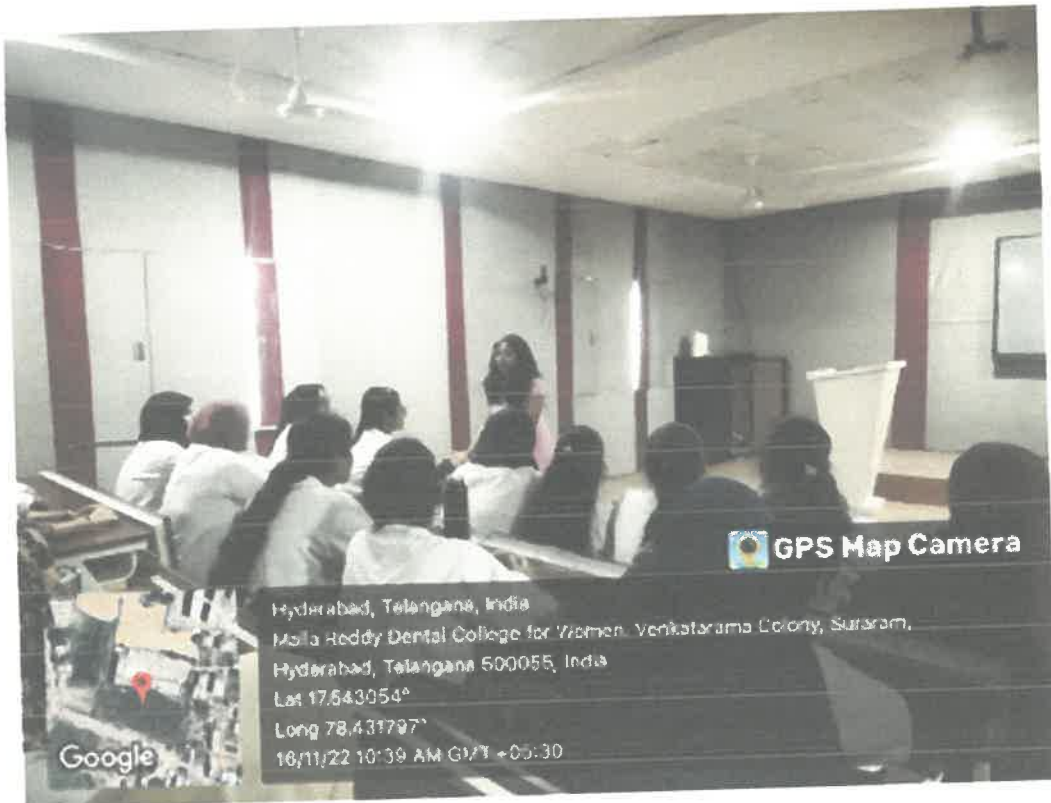 GPS Map Camera
Hyderabad, Telangana, India
Malla Reddy Dental College for Women, Venkatarama Colony, Suraram,
Hyderabad, Telangana 500055, India
Lat 17.543054°
Long 78.431797°
16/11/22 10:39 AM GMT +05:30
Google